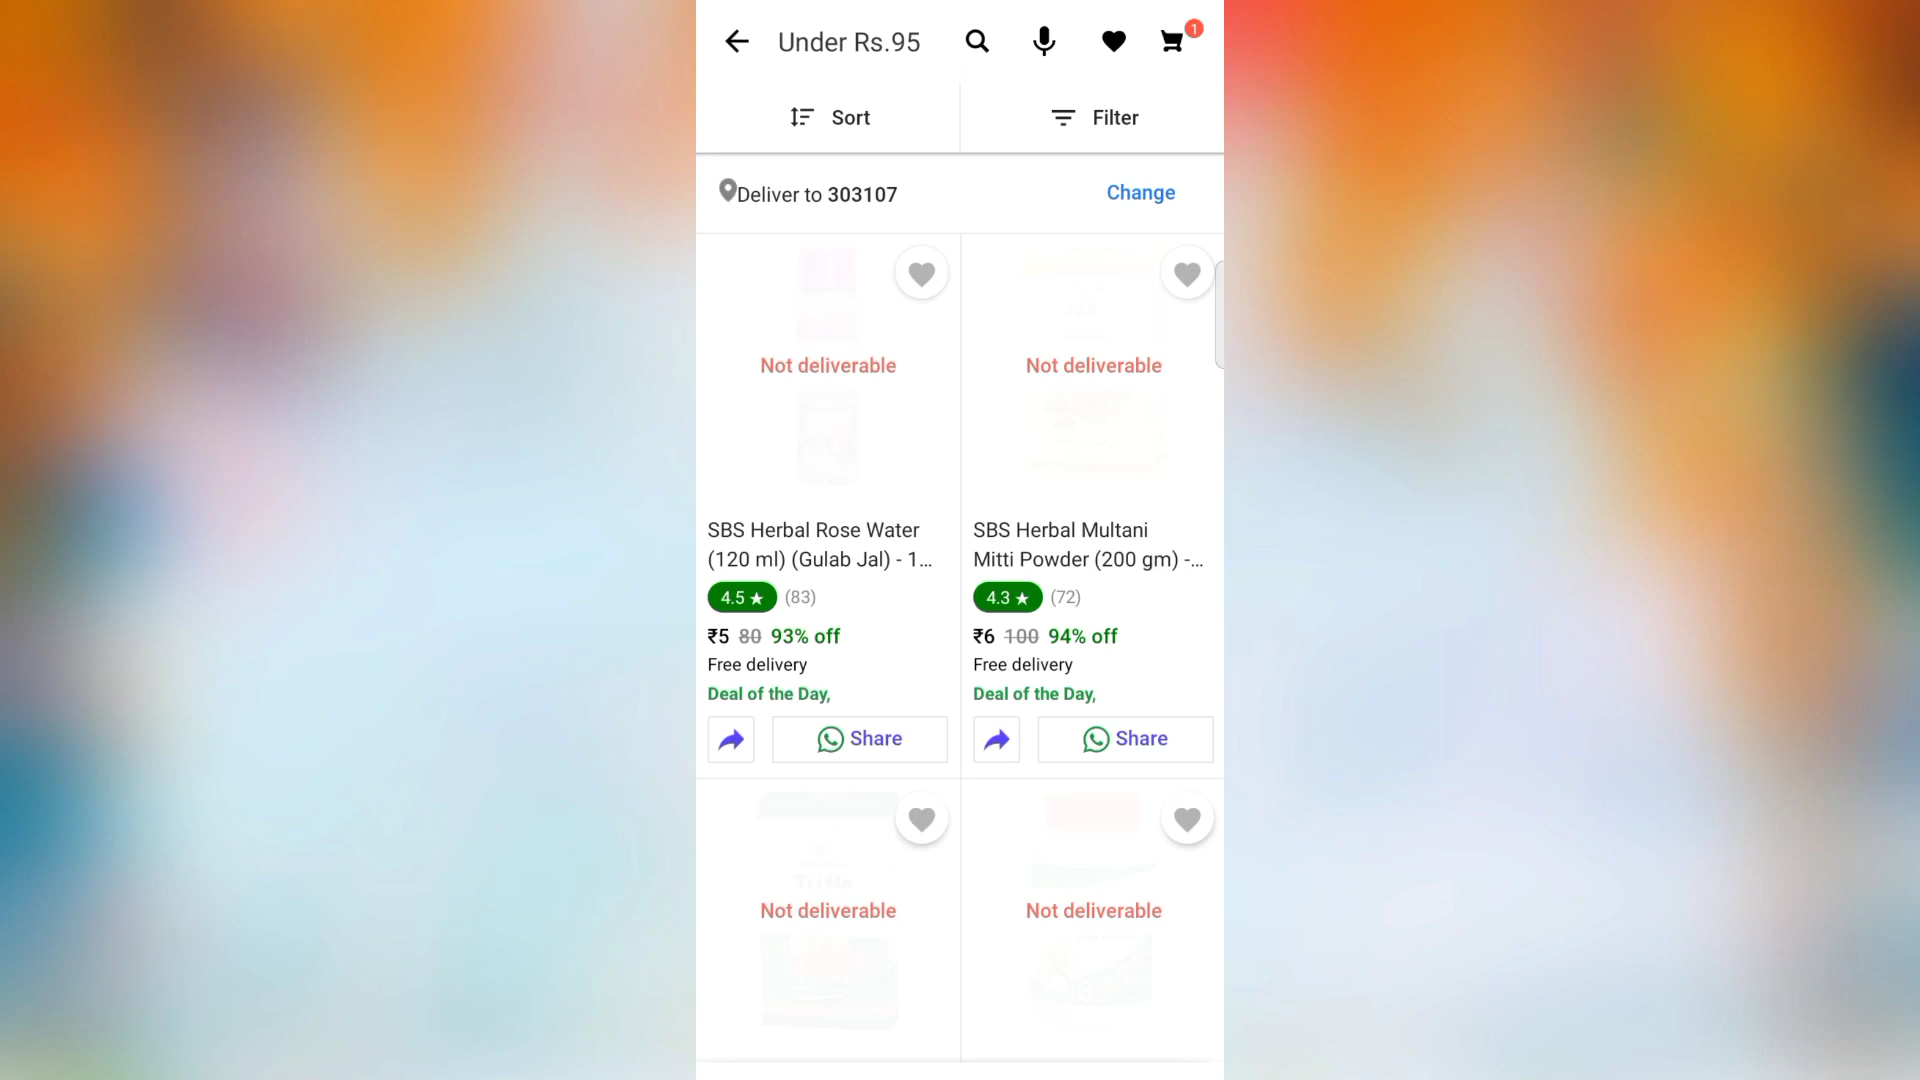 Under Rs.95
1
Sort
Filter
Deliver to 303107
Change
Not deliverable
Not deliverable
SBS Herbal Rose Water
(120 ml) (Gulab Jal) - 1...
SBS Herbal Multani
Mitti Powder (200 gm) -...
4.5 ★ (83)
4.3 ★ (72)
₹5 80 93% off
₹6 100 94% off
Free delivery
Free delivery
Deal of the Day,
Deal of the Day,
Share
Share
Trifla
Not deliverable
Not deliverable